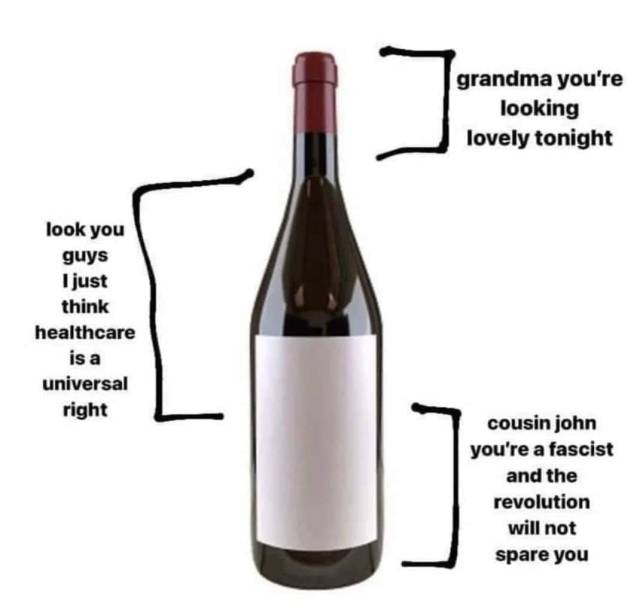 grandma you're
looking
lovely tonight
look you
guys
I just
think
healthcare
is a
universal
right
cousin john
you're a fascist
and the
revolution
will not
spare you